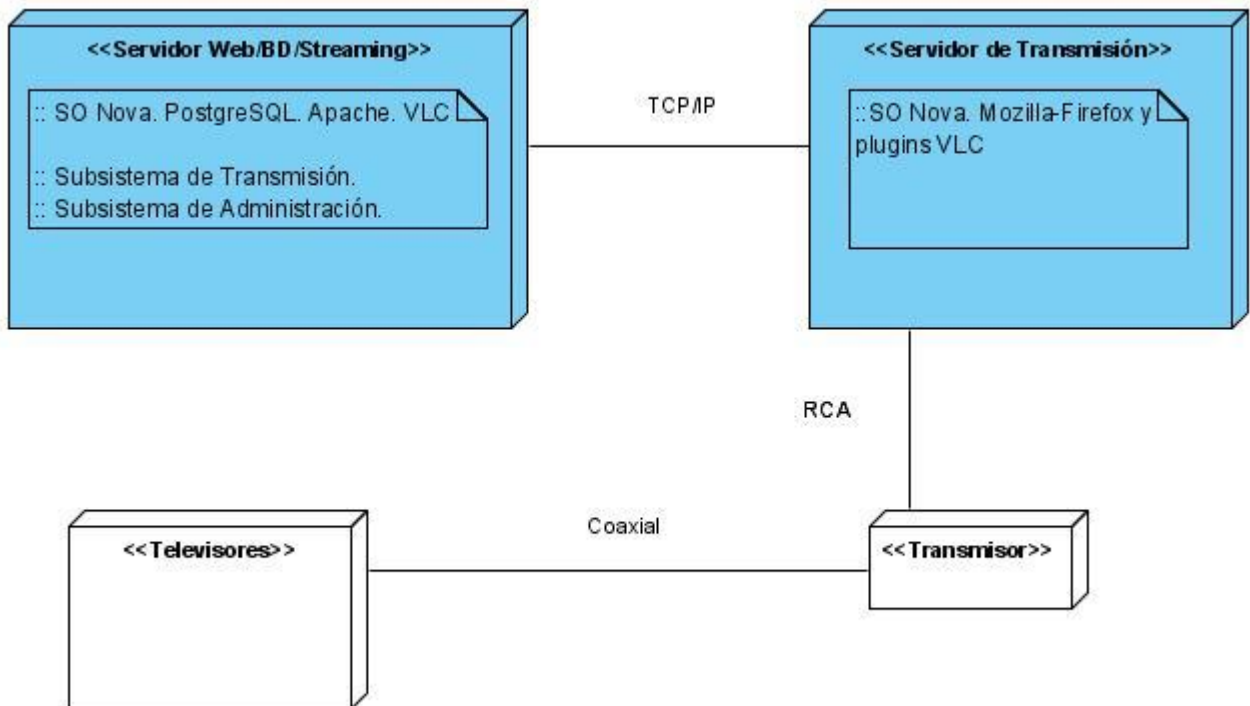 <<Servidor Web/BD/Streaming>>
:: SO Nova. PostgreSQL. Apache. VLC
:: Subsistema de Transmisión.
:: Subsistema de Administración.
TCP/IP
<<Servidor de Transmisión>>
::SO Nova. Mozilla-Firefox y
plugins VLC
RCA
<<Televisores>>
Coaxial
<<Transmisor>>